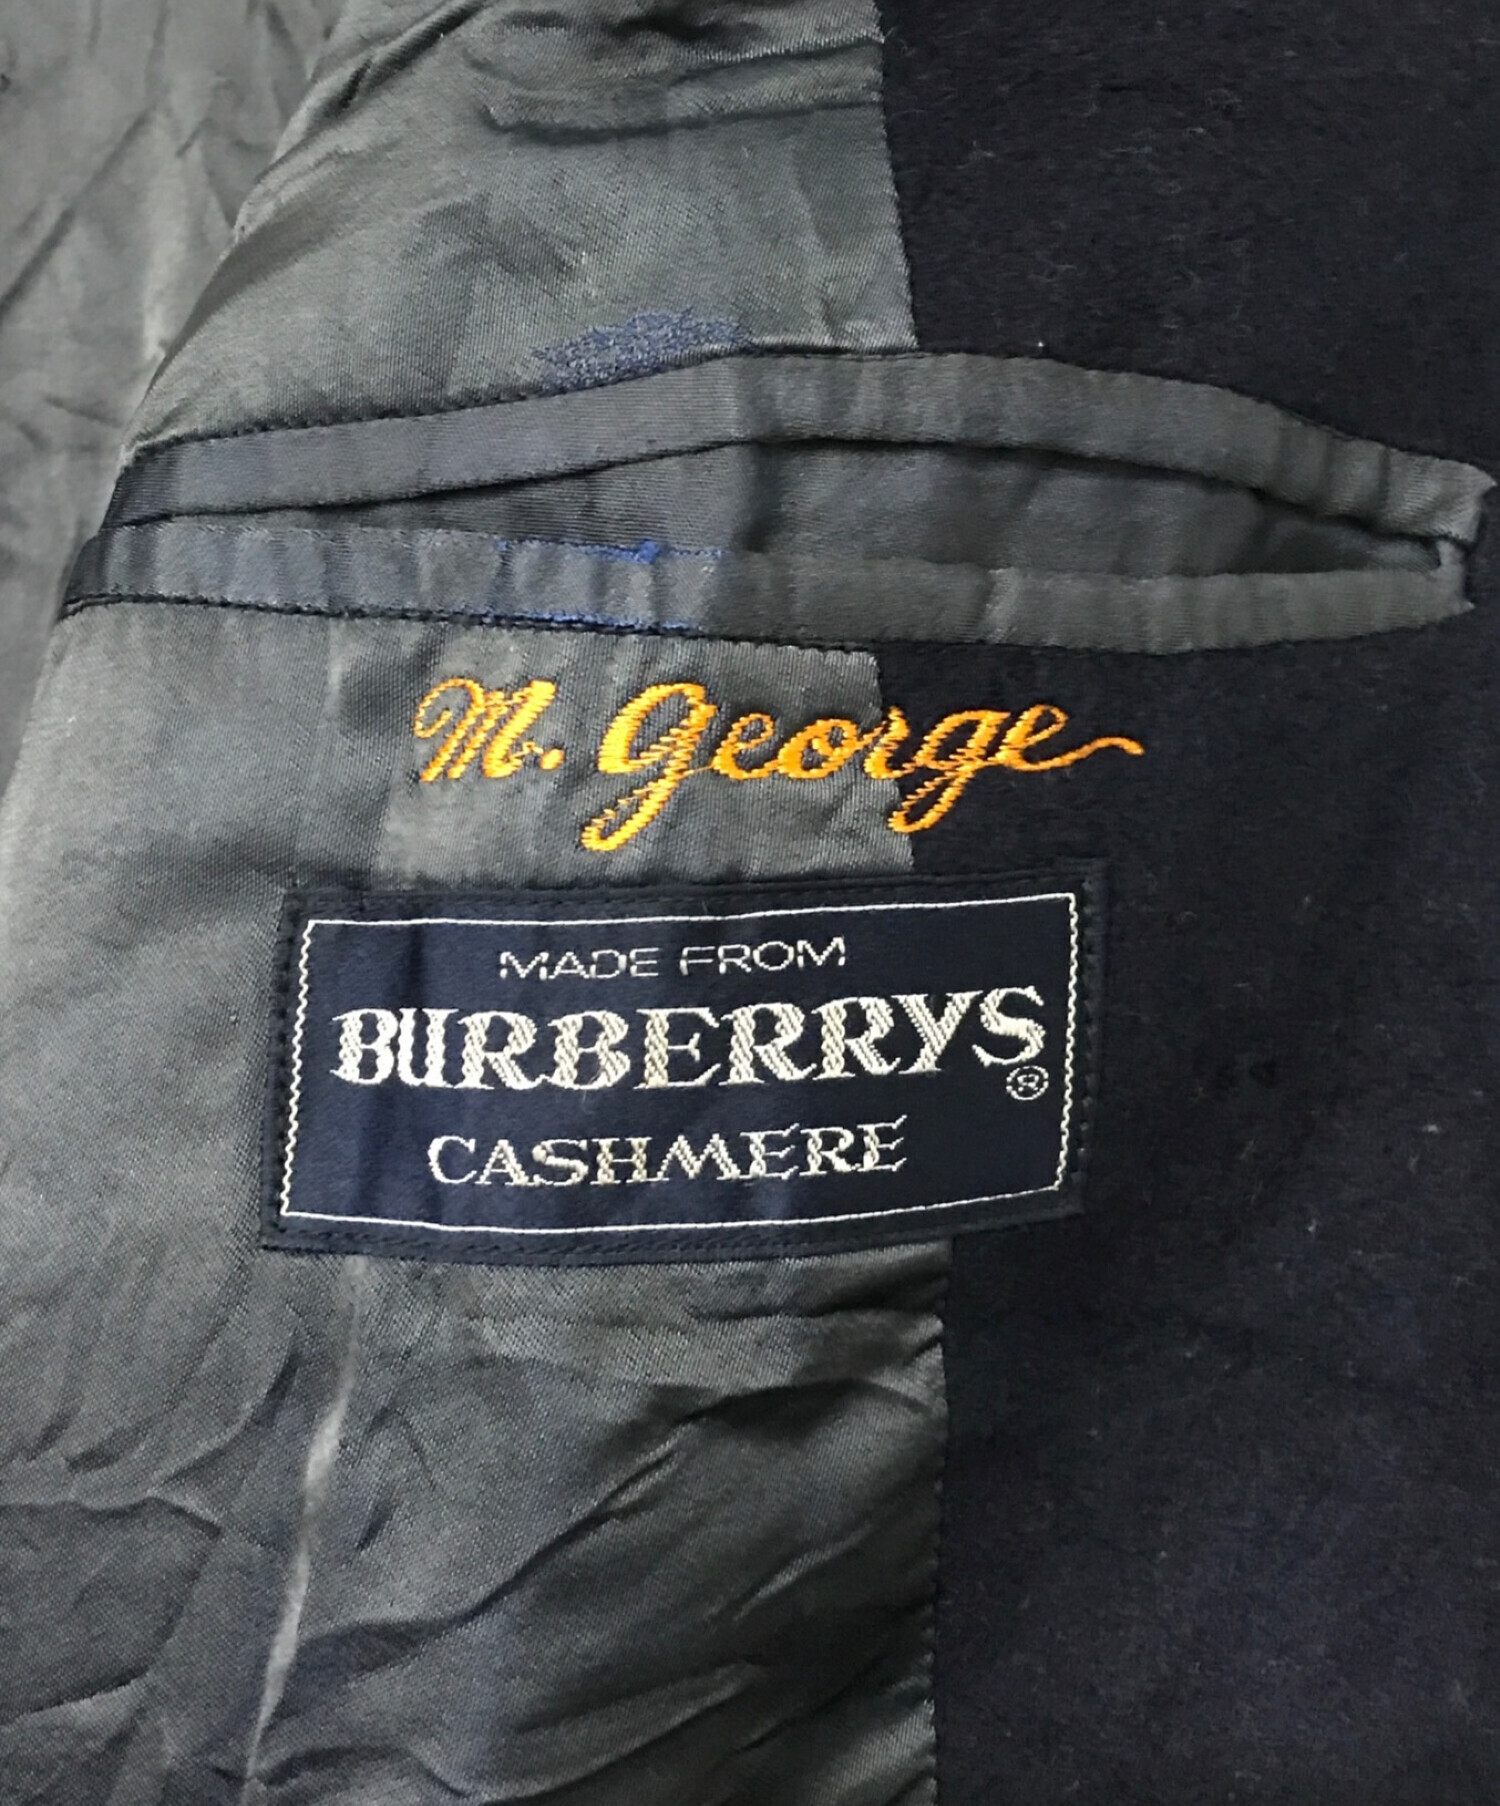 M. George
MADE FROM
BURBERRYS
®
CASHMERE